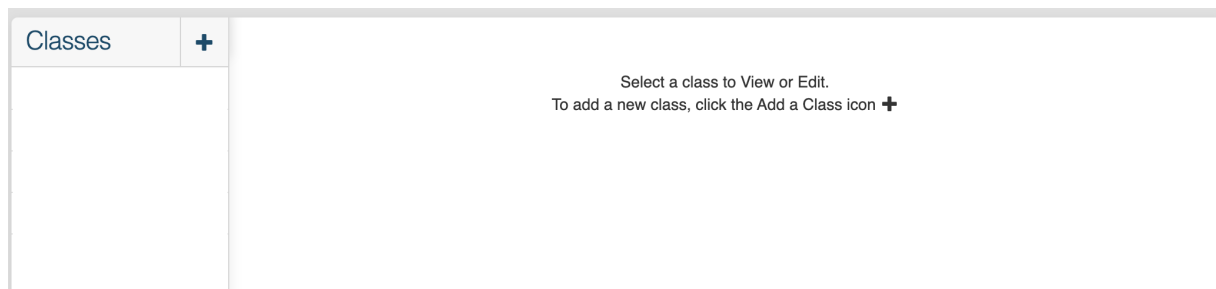 Classes
Select a class to View or Edit.
To add a new class, click the Add a Class icon